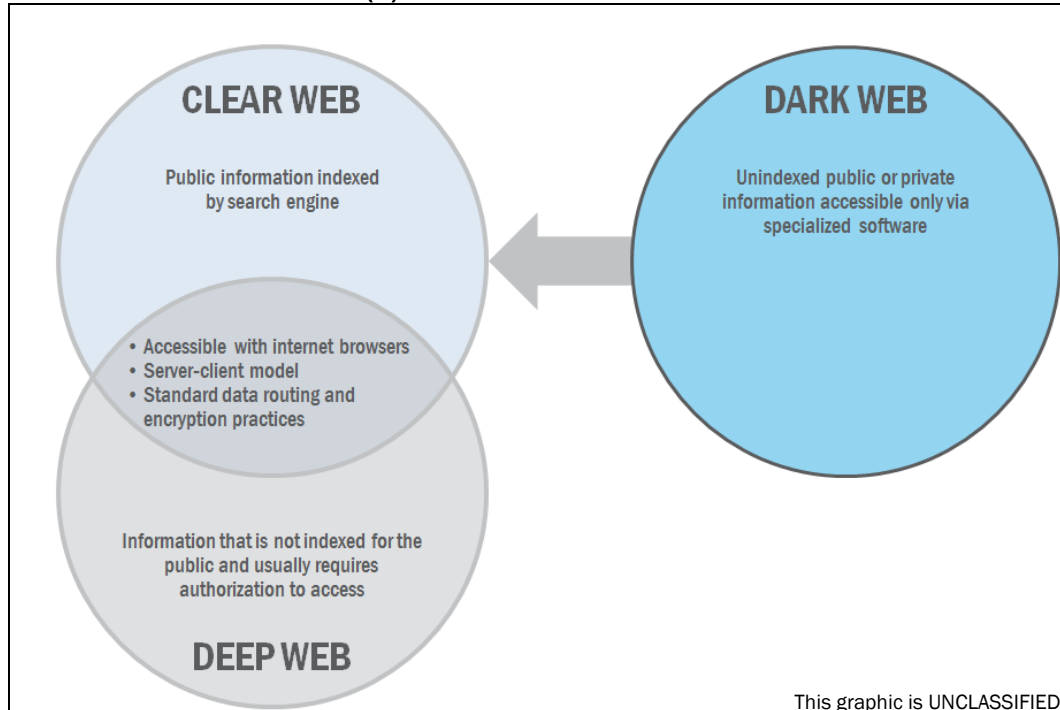 CLEAR WEB
Public information indexed
by search engine
• Accessible with internet browsers
• Server-client model
• Standard data routing and
encryption practices
Information that is not indexed for the
public and usually requires
authorization to access
DEEP WEB
DARK WEB
Unindexed public or private
information accessible only via
specialized software
This graphic is UNCLASSIFIED